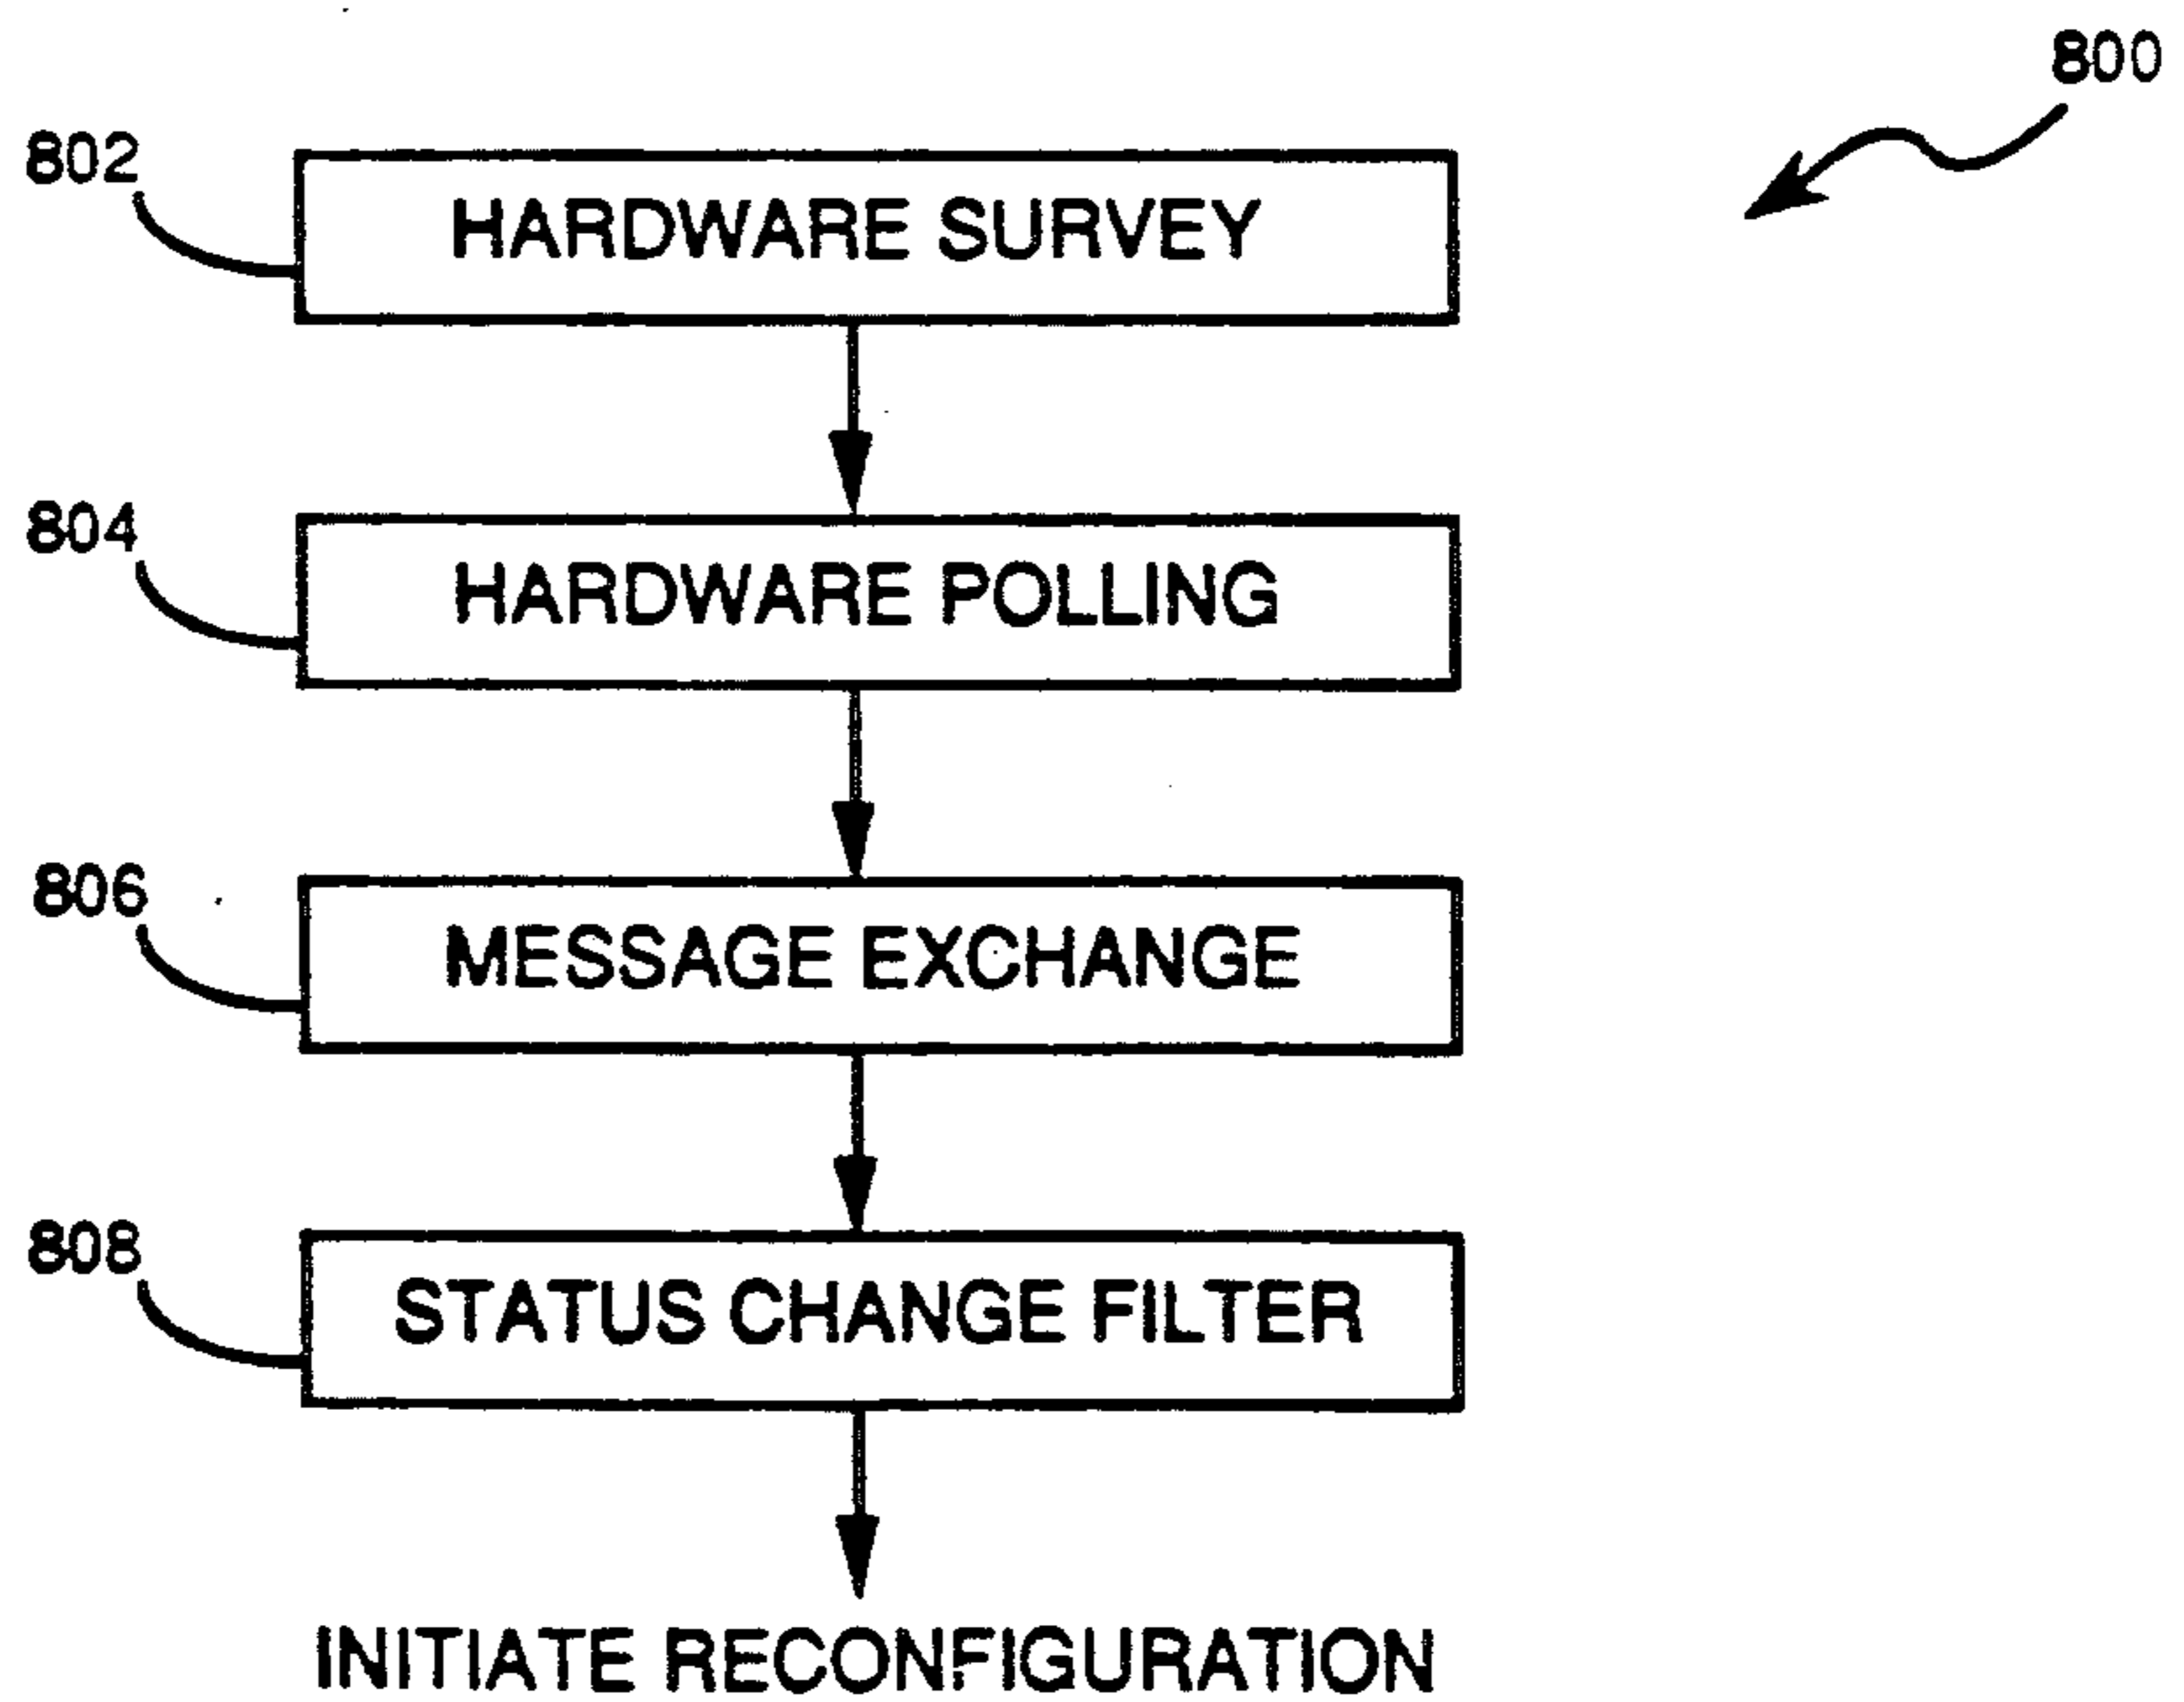 800
802
HARDWARE SURVEY
804
HARDWARE POLLING
806
MESSAGE EXCHANGE
808
STATUS CHANGE FILTER
INITIATE RECONFIGURATION